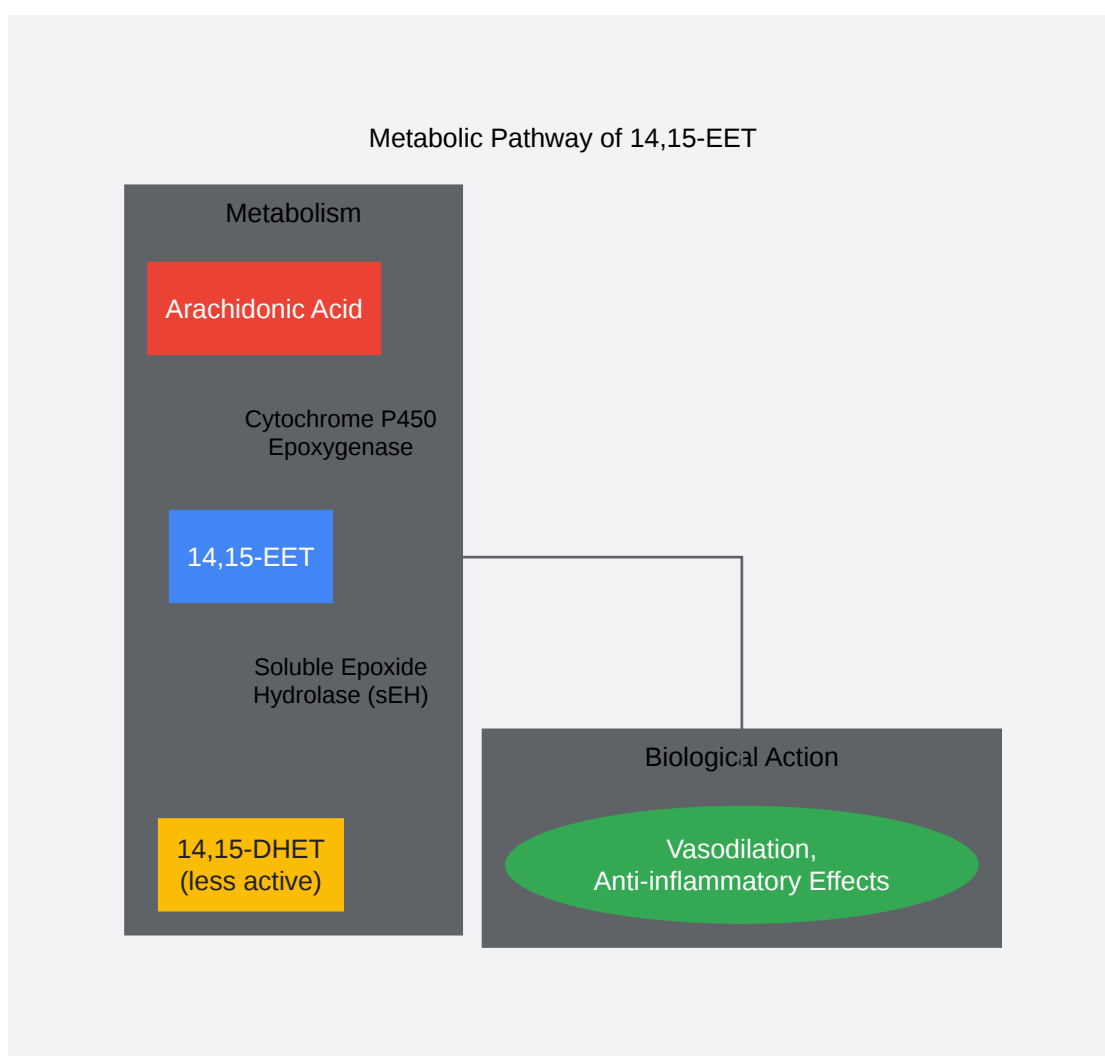 Metabolic Pathway of 14,15-EET
Metabolism
Arachidonic Acid
Cytochrome P450
Epoxygenase
14,15-EET
Soluble Epoxide
Hydrolase (sEH)
14,15-DHET
(less active)
Biological Action
Vasodilation,
Anti-inflammatory Effects